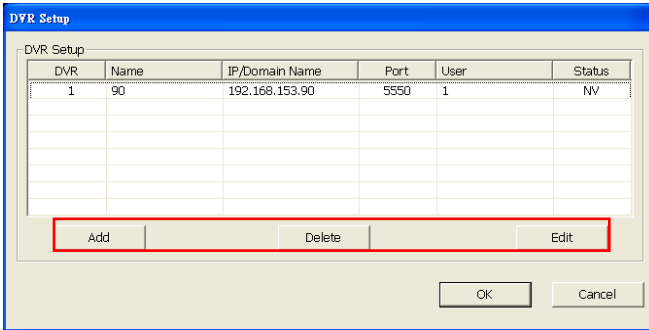 DVR Setup
DVR Setup
DVR Name IP/Domain Name Port User Status
1 90 192.168.153.90 5550 1 NV
Add Delete Edit
OK Cancel